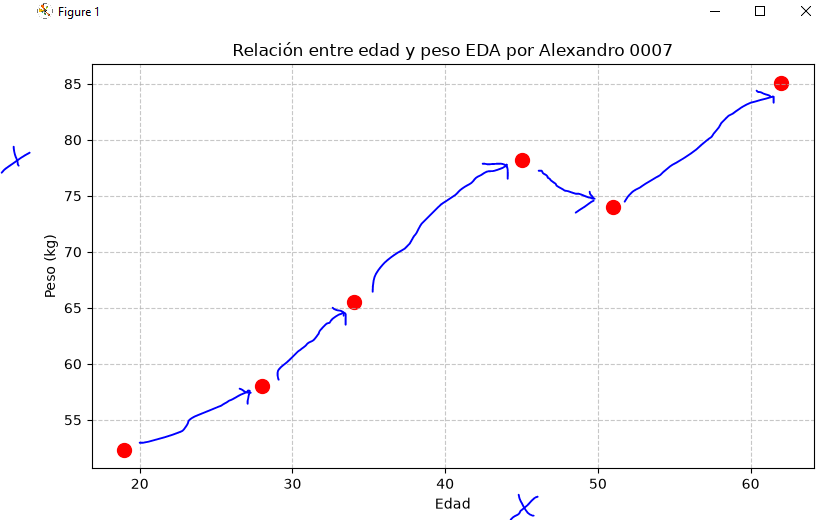 Figure 1
Relación entre edad y peso EDA por Alexandro 0007
85
80
75
70
65
60
55
Peso (kg)
20 30 40 50 60
Edad
x
x